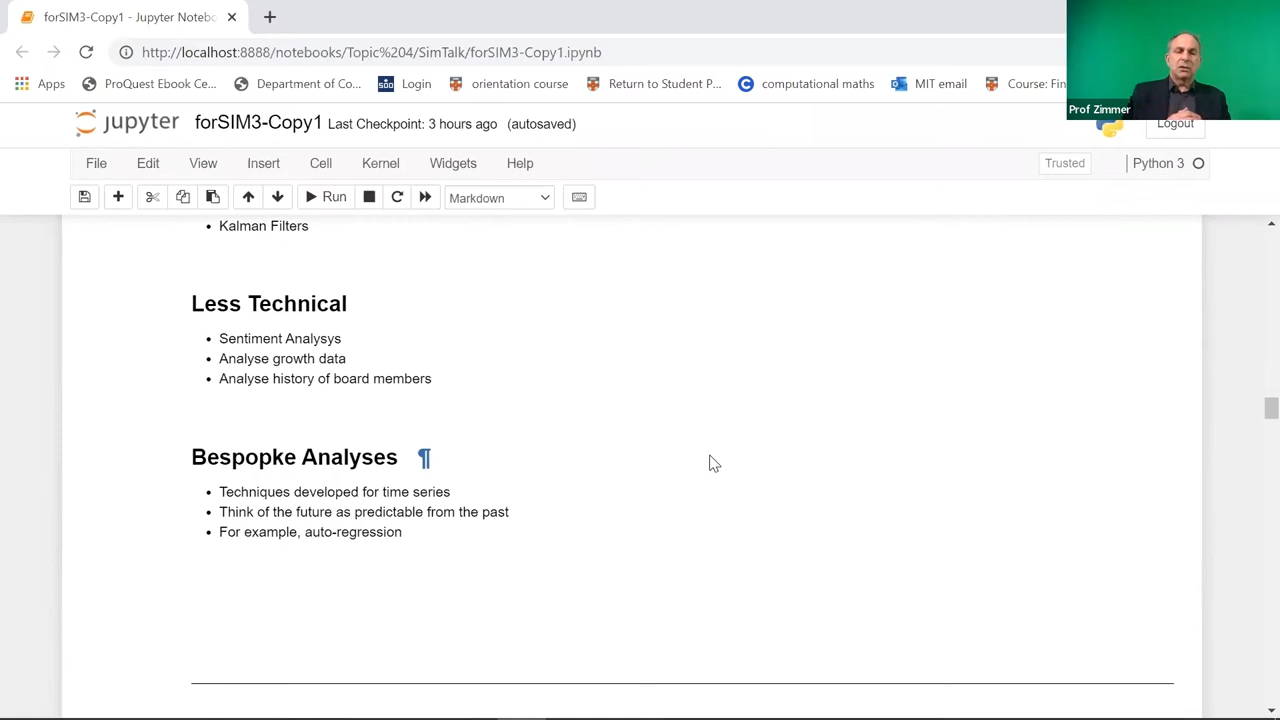 forSIM3-Copy1 - Jupyter Notebo
http://localhost:8888/notebooks/Topic%204/SimTalk/forSIM3-Copy1.ipynb
Apps ProQuest Ebook Ce... Department of Co... Login orientation course Return to Student P... computational maths MIT email Course: Fin
Prof Zimmer
jupyter forSIM3-Copy1 Last Checkpoint: 3 hours ago (autosaved)
Logout
File Edit View Insert Cell Kernel Widgets Help
Trusted Python 3
Run Markdown
Kalman Filters
Less Technical
Sentiment Analysys
Analyse growth data
Analyse history of board members
Bespopke Analyses ¶
Techniques developed for time series
Think of the future as predictable from the past
For example, auto-regression